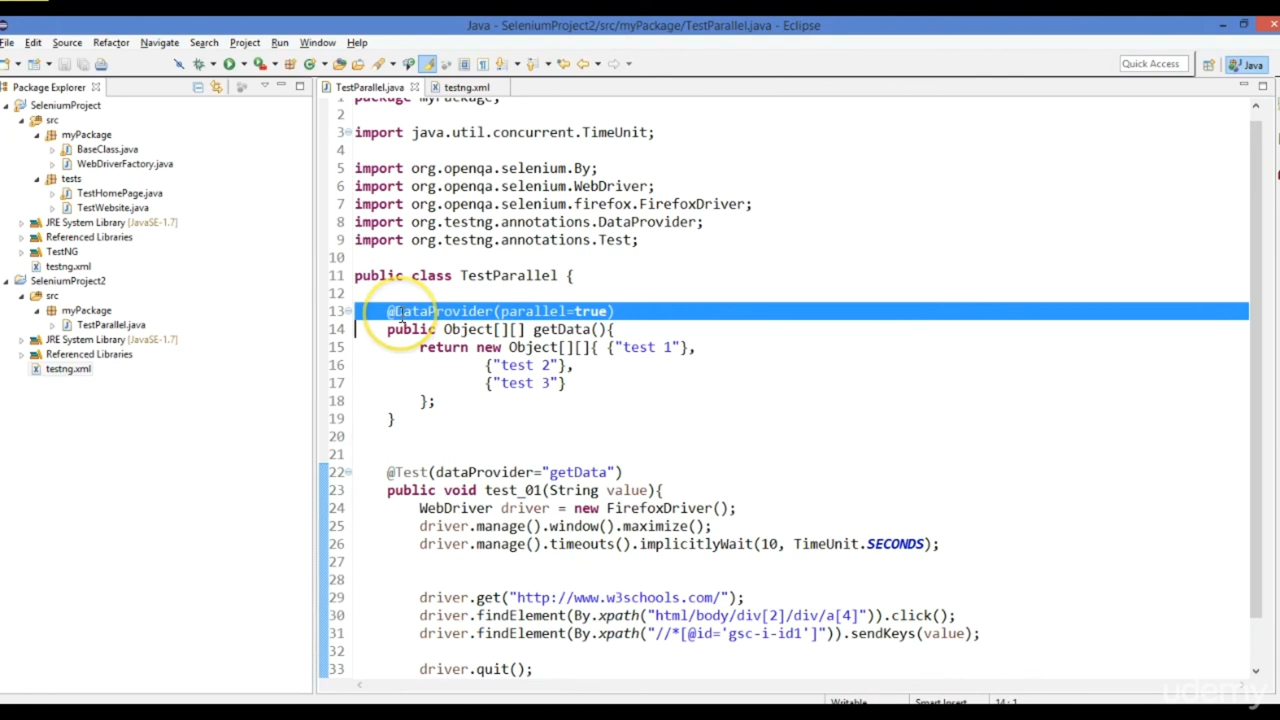 Java - SeleniumProject2/src/myPackage/TestParallel.java - Eclipse
File Edit Source Refactor Navigate Search Project Run Window Help
Quick Access Java
Package Explorer
TestParallel.java testng.xml
SeleniumProject
src
myPackage
BaseClass.java
WebDriverFactory.java
tests
TestHomePage.java
TestWebsite.java
JRE System Library [JavaSE-1.7]
Referenced Libraries
TestNG
testng.xml
SeleniumProject2
src
myPackage
TestParallel.java
JRE System Library [JavaSE-1.7]
Referenced Libraries
testng.xml
1 package myPackage;
2
3 import java.util.concurrent.TimeUnit;
4
5 import org.openqa.selenium.By;
6 import org.openqa.selenium.WebDriver;
7 import org.openqa.selenium.firefox.FirefoxDriver;
8 import org.testng.annotations.DataProvider;
9 import org.testng.annotations.Test;
10
11 public class TestParallel {
12
13 @DataProvider(parallel=true)
14 public Object[][] getData(){
15 return new Object[][]{ {"test 1"},
16 {"test 2"},
17 {"test 3"}
18 };
19 }
20
21
22 @Test(dataProvider="getData")
23 public void test_01(String value){
24 WebDriver driver = new FirefoxDriver();
25 driver.manage().window().maximize();
26 driver.manage().timeouts().implicitlyWait(10, TimeUnit.SECONDS);
27
28
29 driver.get("http://www.w3schools.com/");
30 driver.findElement(By.xpath("html/body/div[2]/div/a[4]")).click();
31 driver.findElement(By.xpath("//*[@id='gsc-i-id1']")).sendKeys(value);
32
33 driver.quit();
Writable Smart Insert 14 : 1
udemy